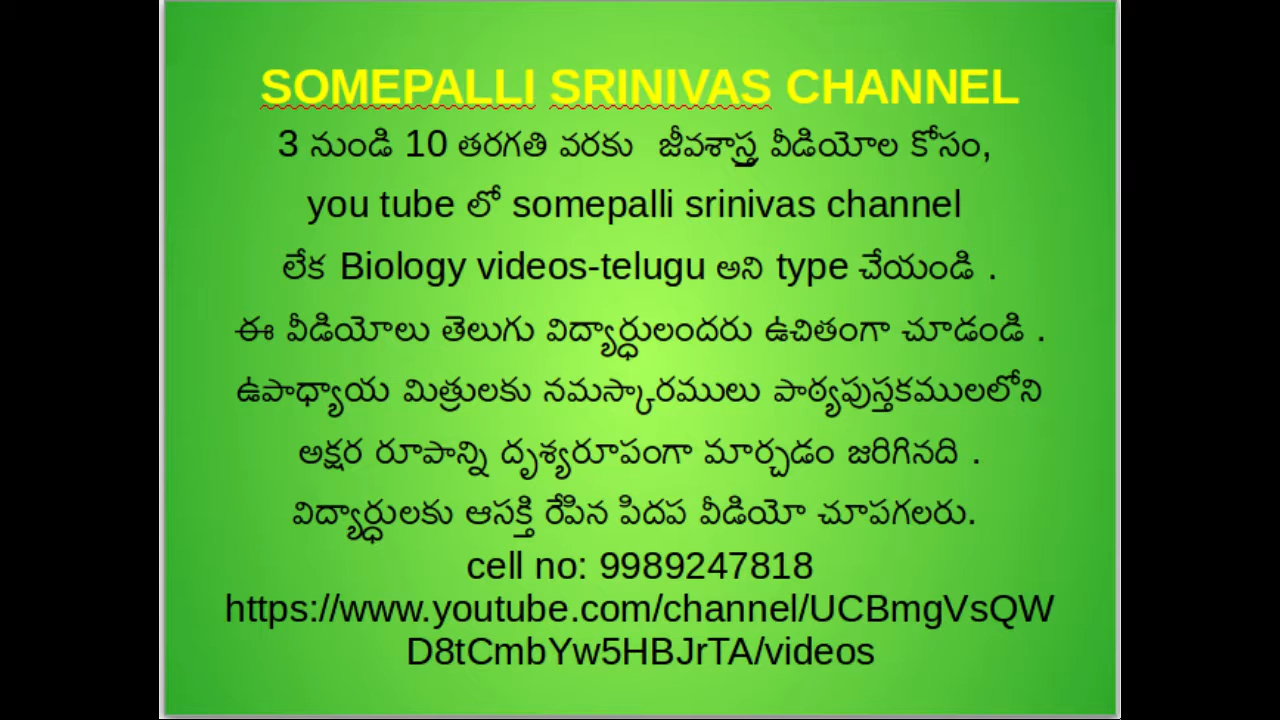 SOMEPALLI SRINIVAS CHANNEL
3 నుండి 10 తరగతి వరకు జీవశాస్త్ర వీడియోల కోసం,
you tube లో somepalli srinivas channel
లేక Biology videos-telugu అని type చేయండి .
ఈ వీడియోలు తెలుగు విద్యార్ధులందరు ఉచితంగా చూడండి .
ఉపాధ్యాయ మిత్రులకు నమస్కారములు పాఠ్యపుస్తకములలోని
అక్షర రూపాన్ని దృశ్యరూపంగా మార్చడం జరిగినది .
విద్యార్ధులకు ఆసక్తి రేపిన పిదప వీడియో చూపగలరు.
cell no: 9989247818
https://www.youtube.com/channel/UCBmgVsQW
D8tCmbYw5HBJrTA/videos